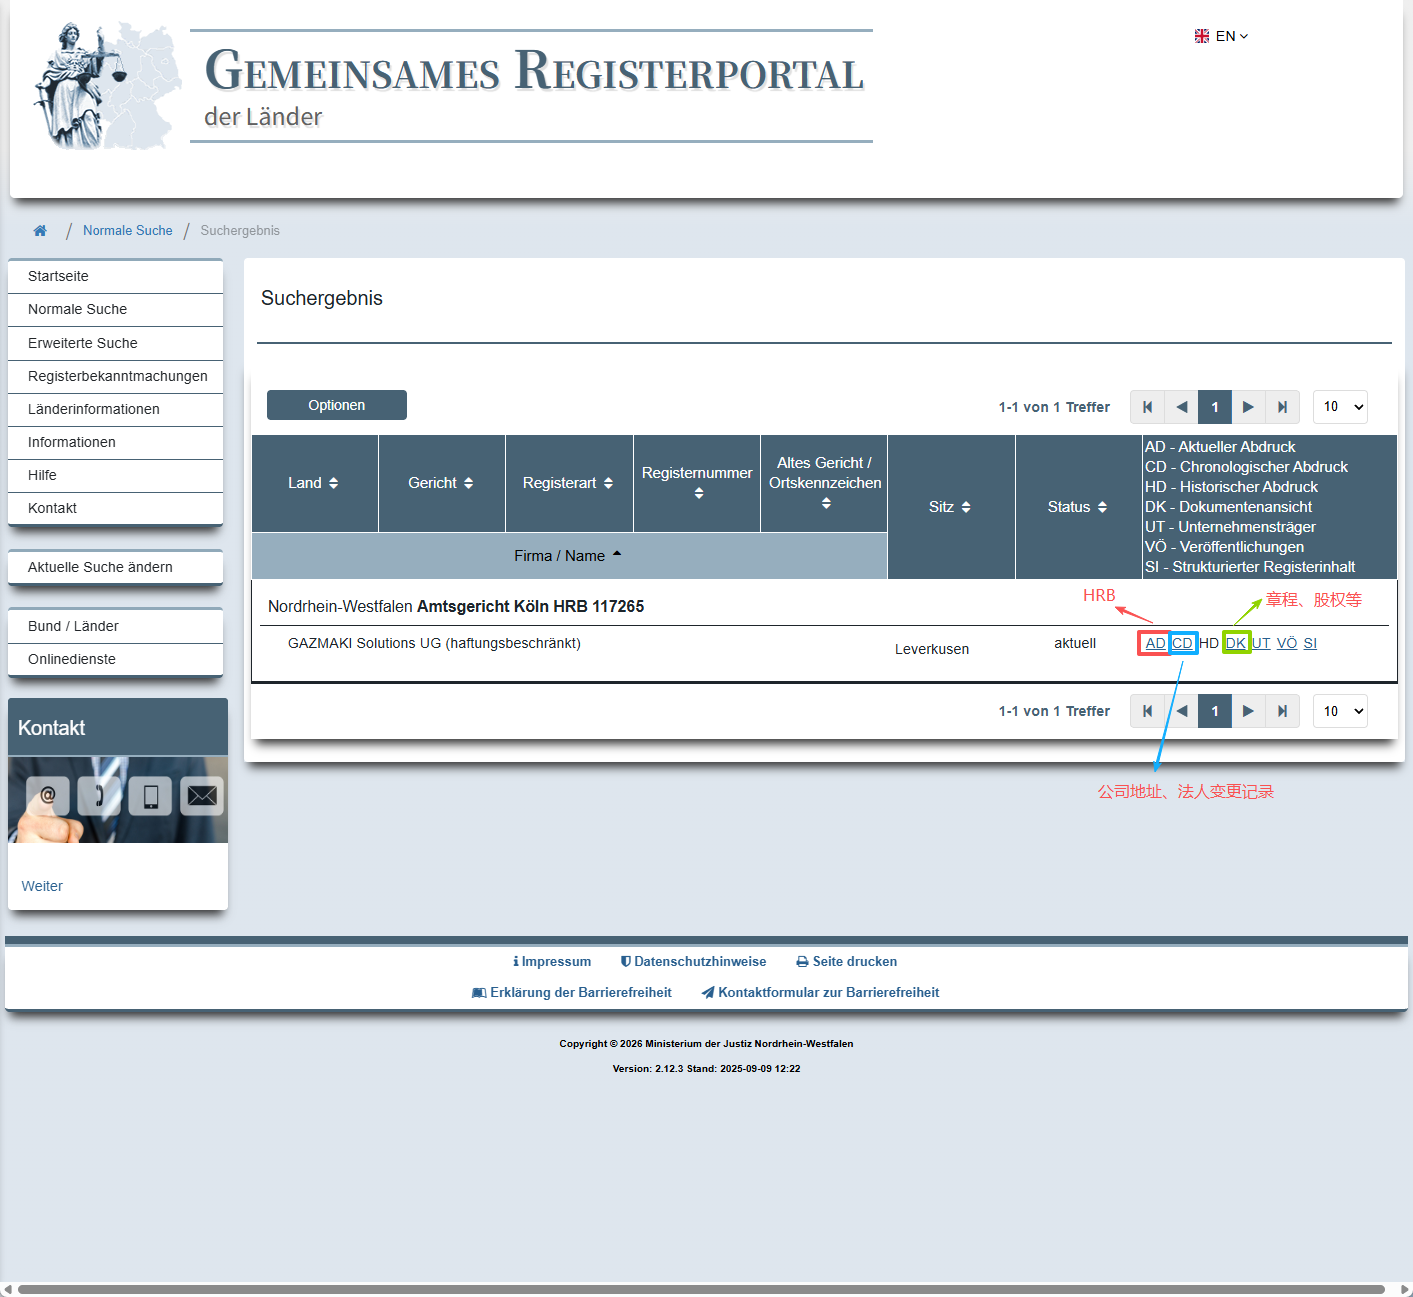 GEMEINSAMES REGISTERPORTAL
der Länder
EN
/ Normale Suche / Suchergebnis
Startseite
Normale Suche
Erweiterte Suche
Registerbekanntmachungen
Länderinformationen
Informationen
Hilfe
Kontakt
Aktuelle Suche ändern
Bund / Länder
Onlinedienste
Kontakt
@
Weiter
Suchergebnis
Optionen
1-1 von 1 Treffer
1
10
Land
Gericht
Registerart
Registernummer
Altes Gericht /
Ortskennzeichen
Firma / Name
Sitz
Status
AD - Aktueller Abdruck
CD - Chronologischer Abdruck
HD - Historischer Abdruck
DK - Dokumentenansicht
UT - Unternehmensträger
VÖ - Veröffentlichungen
SI - Strukturierter Registerinhalt
Nordrhein-Westfalen Amtsgericht Köln HRB 117265
HRB
章程、股权等
GAZMAKI Solutions UG (haftungsbeschränkt)
Leverkusen
aktuell
AD CD HD DK UT VÖ SI
1-1 von 1 Treffer
1
10
公司地址、法人变更记录
Impressum Datenschutzhinweise Seite drucken
Erklärung der Barrierefreiheit Kontaktformular zur Barrierefreiheit
Copyright © 2026 Ministerium der Justiz Nordrhein-Westfalen
Version: 2.12.3 Stand: 2025-09-09 12:22